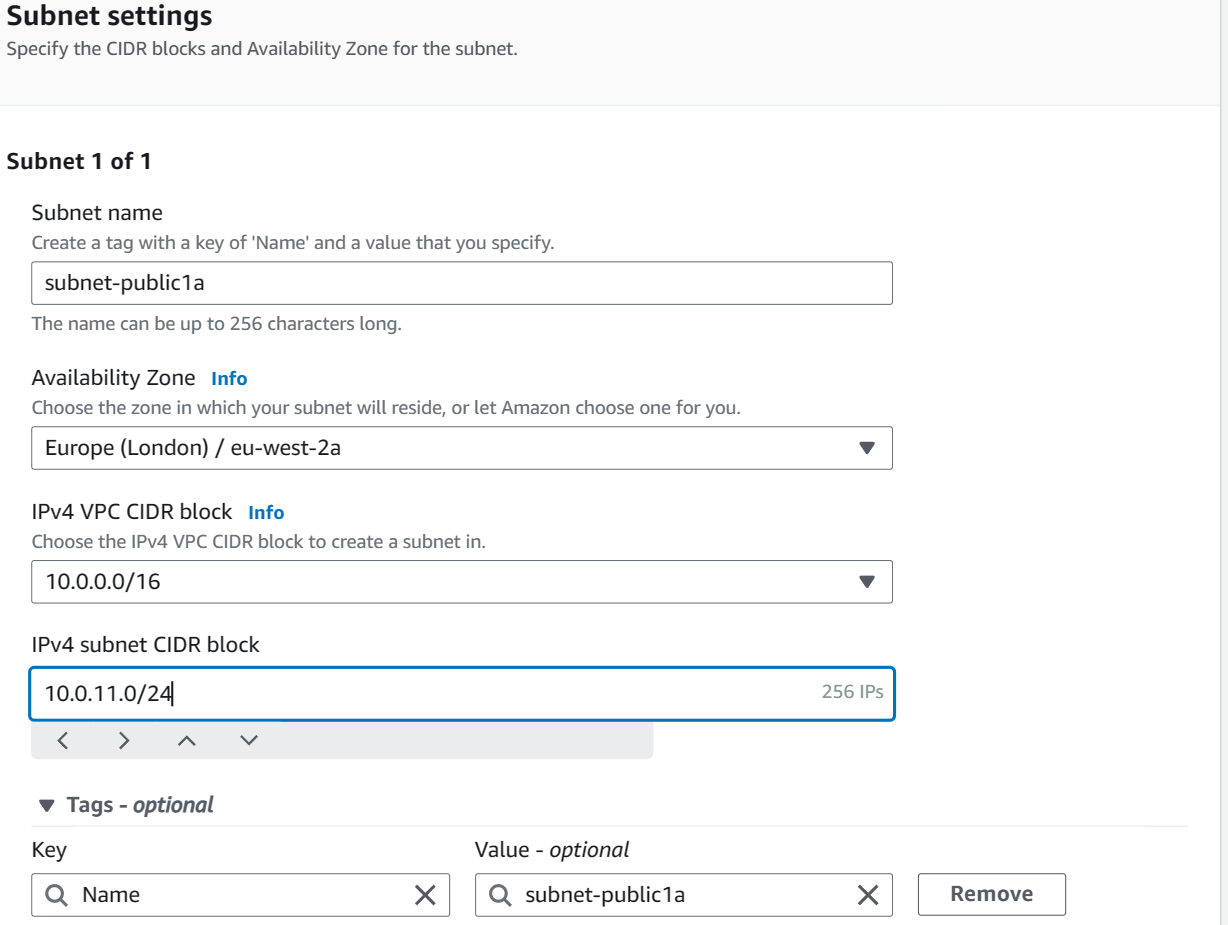 Subnet settings
Specify the CIDR blocks and Availability Zone for the subnet.
Subnet 1 of 1
Subnet name
Create a tag with a key of 'Name' and a value that you specify.
subnet-public1a
The name can be up to 256 characters long.
Availability Zone Info
Choose the zone in which your subnet will reside, or let Amazon choose one for you.
Europe (London) / eu-west-2a
IPv4 VPC CIDR block Info
Choose the IPv4 VPC CIDR block to create a subnet in.
10.0.0.0/16
IPv4 subnet CIDR block
10.0.11.0/24 256 IPs
Tags - optional
Key Value - optional
Name subnet-public1a Remove